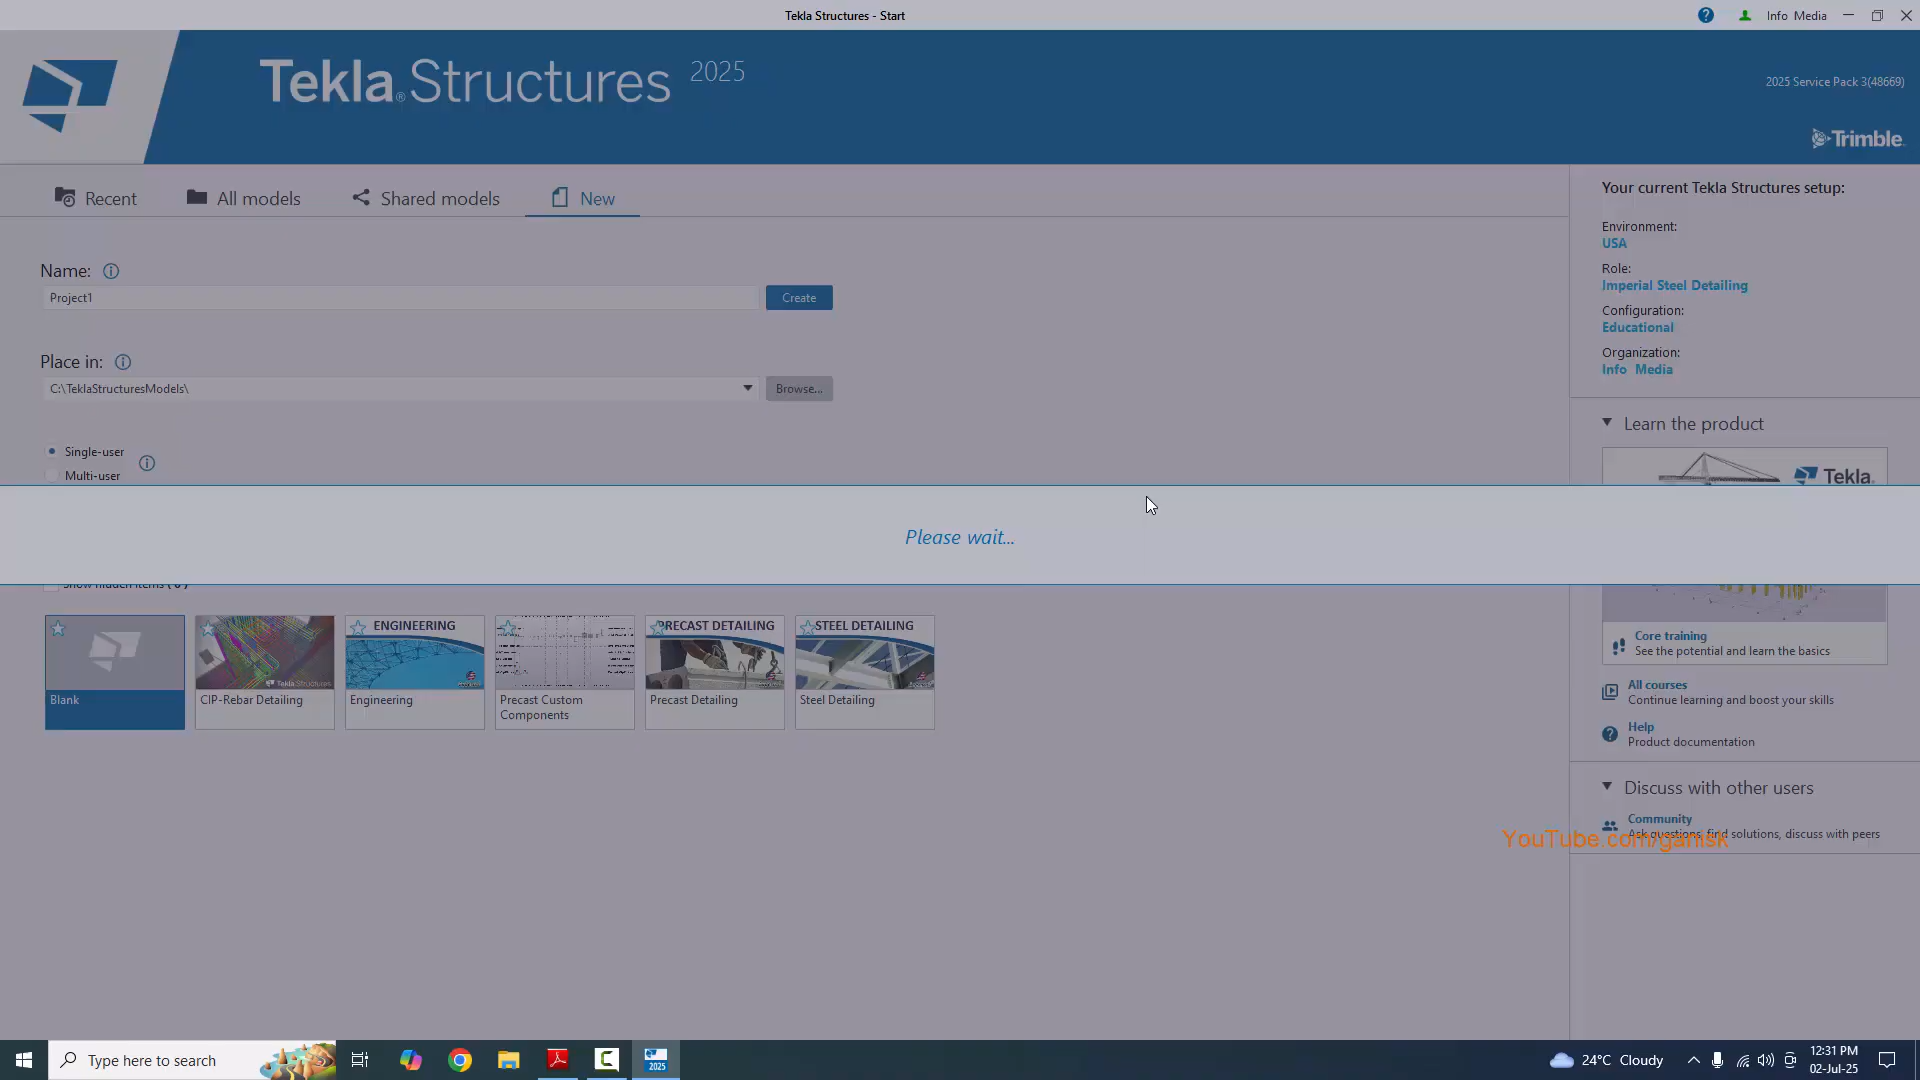 Tekla Structures - Start
Info Media
Tekla® Structures 2025
2025 Service Pack 3(48669)
Trimble
Recent
All models
Shared models
New
Name:
Project1
Create
Place in:
C:\TeklaStructuresModels\
Browse...
Single-user
Multi-user
Please wait...
Show hidden items ( 0 )
Blank
CIP-Rebar Detailing
Tekla Structures
ENGINEERING
Engineering
Precast Custom Components
PRECAST DETAILING
Precast Detailing
STEEL DETAILING
Steel Detailing
Your current Tekla Structures setup:
Environment:
USA
Role:
Imperial Steel Detailing
Configuration:
Educational
Organization:
Info Media
Learn the product
Tekla.
Core training
See the potential and learn the basics
All courses
Continue learning and boost your skills
Help
Product documentation
Discuss with other users
Community
Ask questions, find solutions, discuss with peers
YouTube.com/ganisk
Type here to search
2025
24°C Cloudy
12:31 PM
02-Jul-25